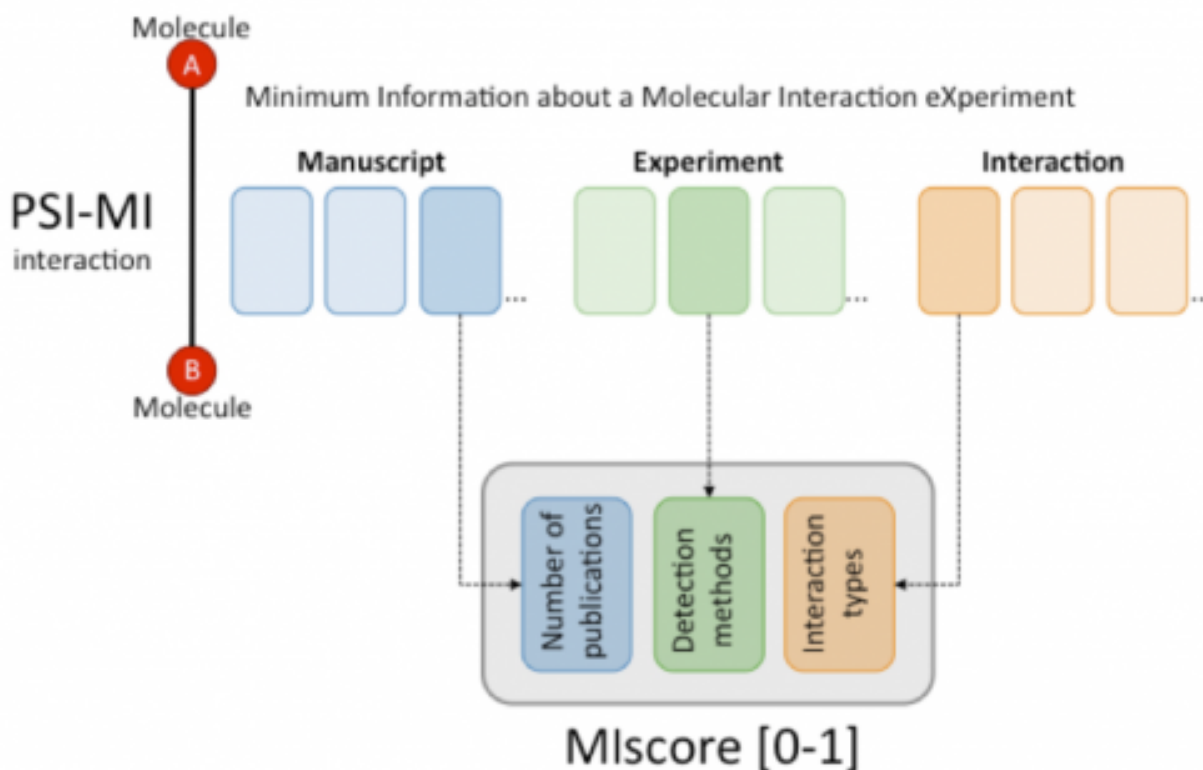 Molecule
A
Minimum Information about a Molecular Interaction eXperiment
Manuscript
Experiment
Interaction
PSI-MI
interaction
...
...
...
B
Molecule
Number of
publications
Detection
methods
Interaction
types
MIscore [0-1]